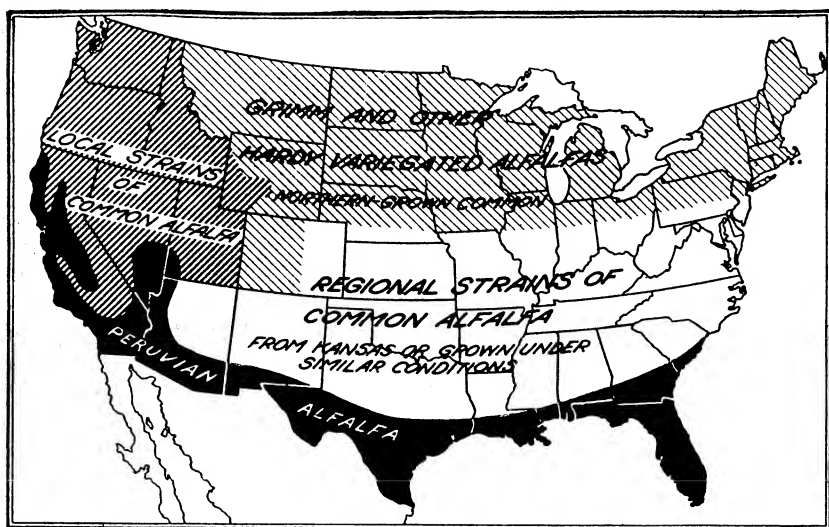 GRIMM AND OTHER
HARDY VARIEGATED ALFALFAS
NORTHERN-GROWN COMMON
LOCAL STRAINS
OF
COMMON ALFALFA
REGIONAL STRAINS OF
COMMON ALFALFA
FROM KANSAS OR GROWN UNDER
SIMILAR CONDITIONS
PERUVIAN
ALFALFA